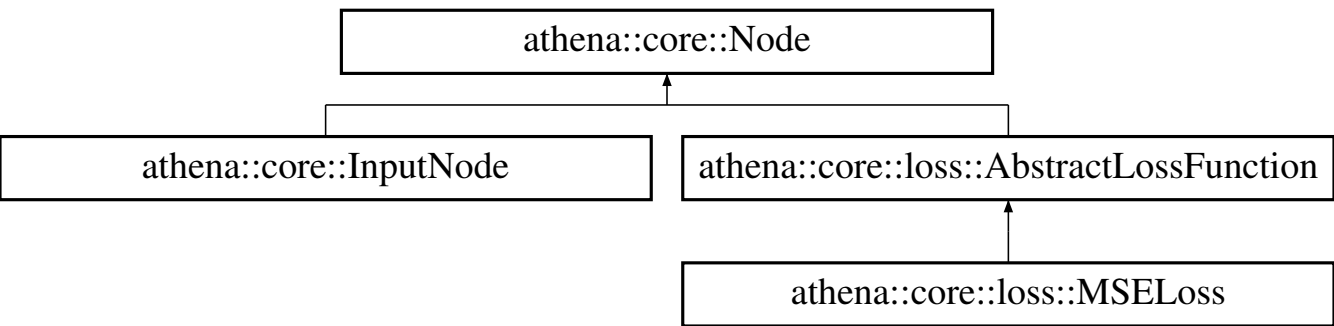 athena::core::Node
athena::core::InputNode
athena::core::loss::AbstractLossFunction
athena::core::loss::MSELoss